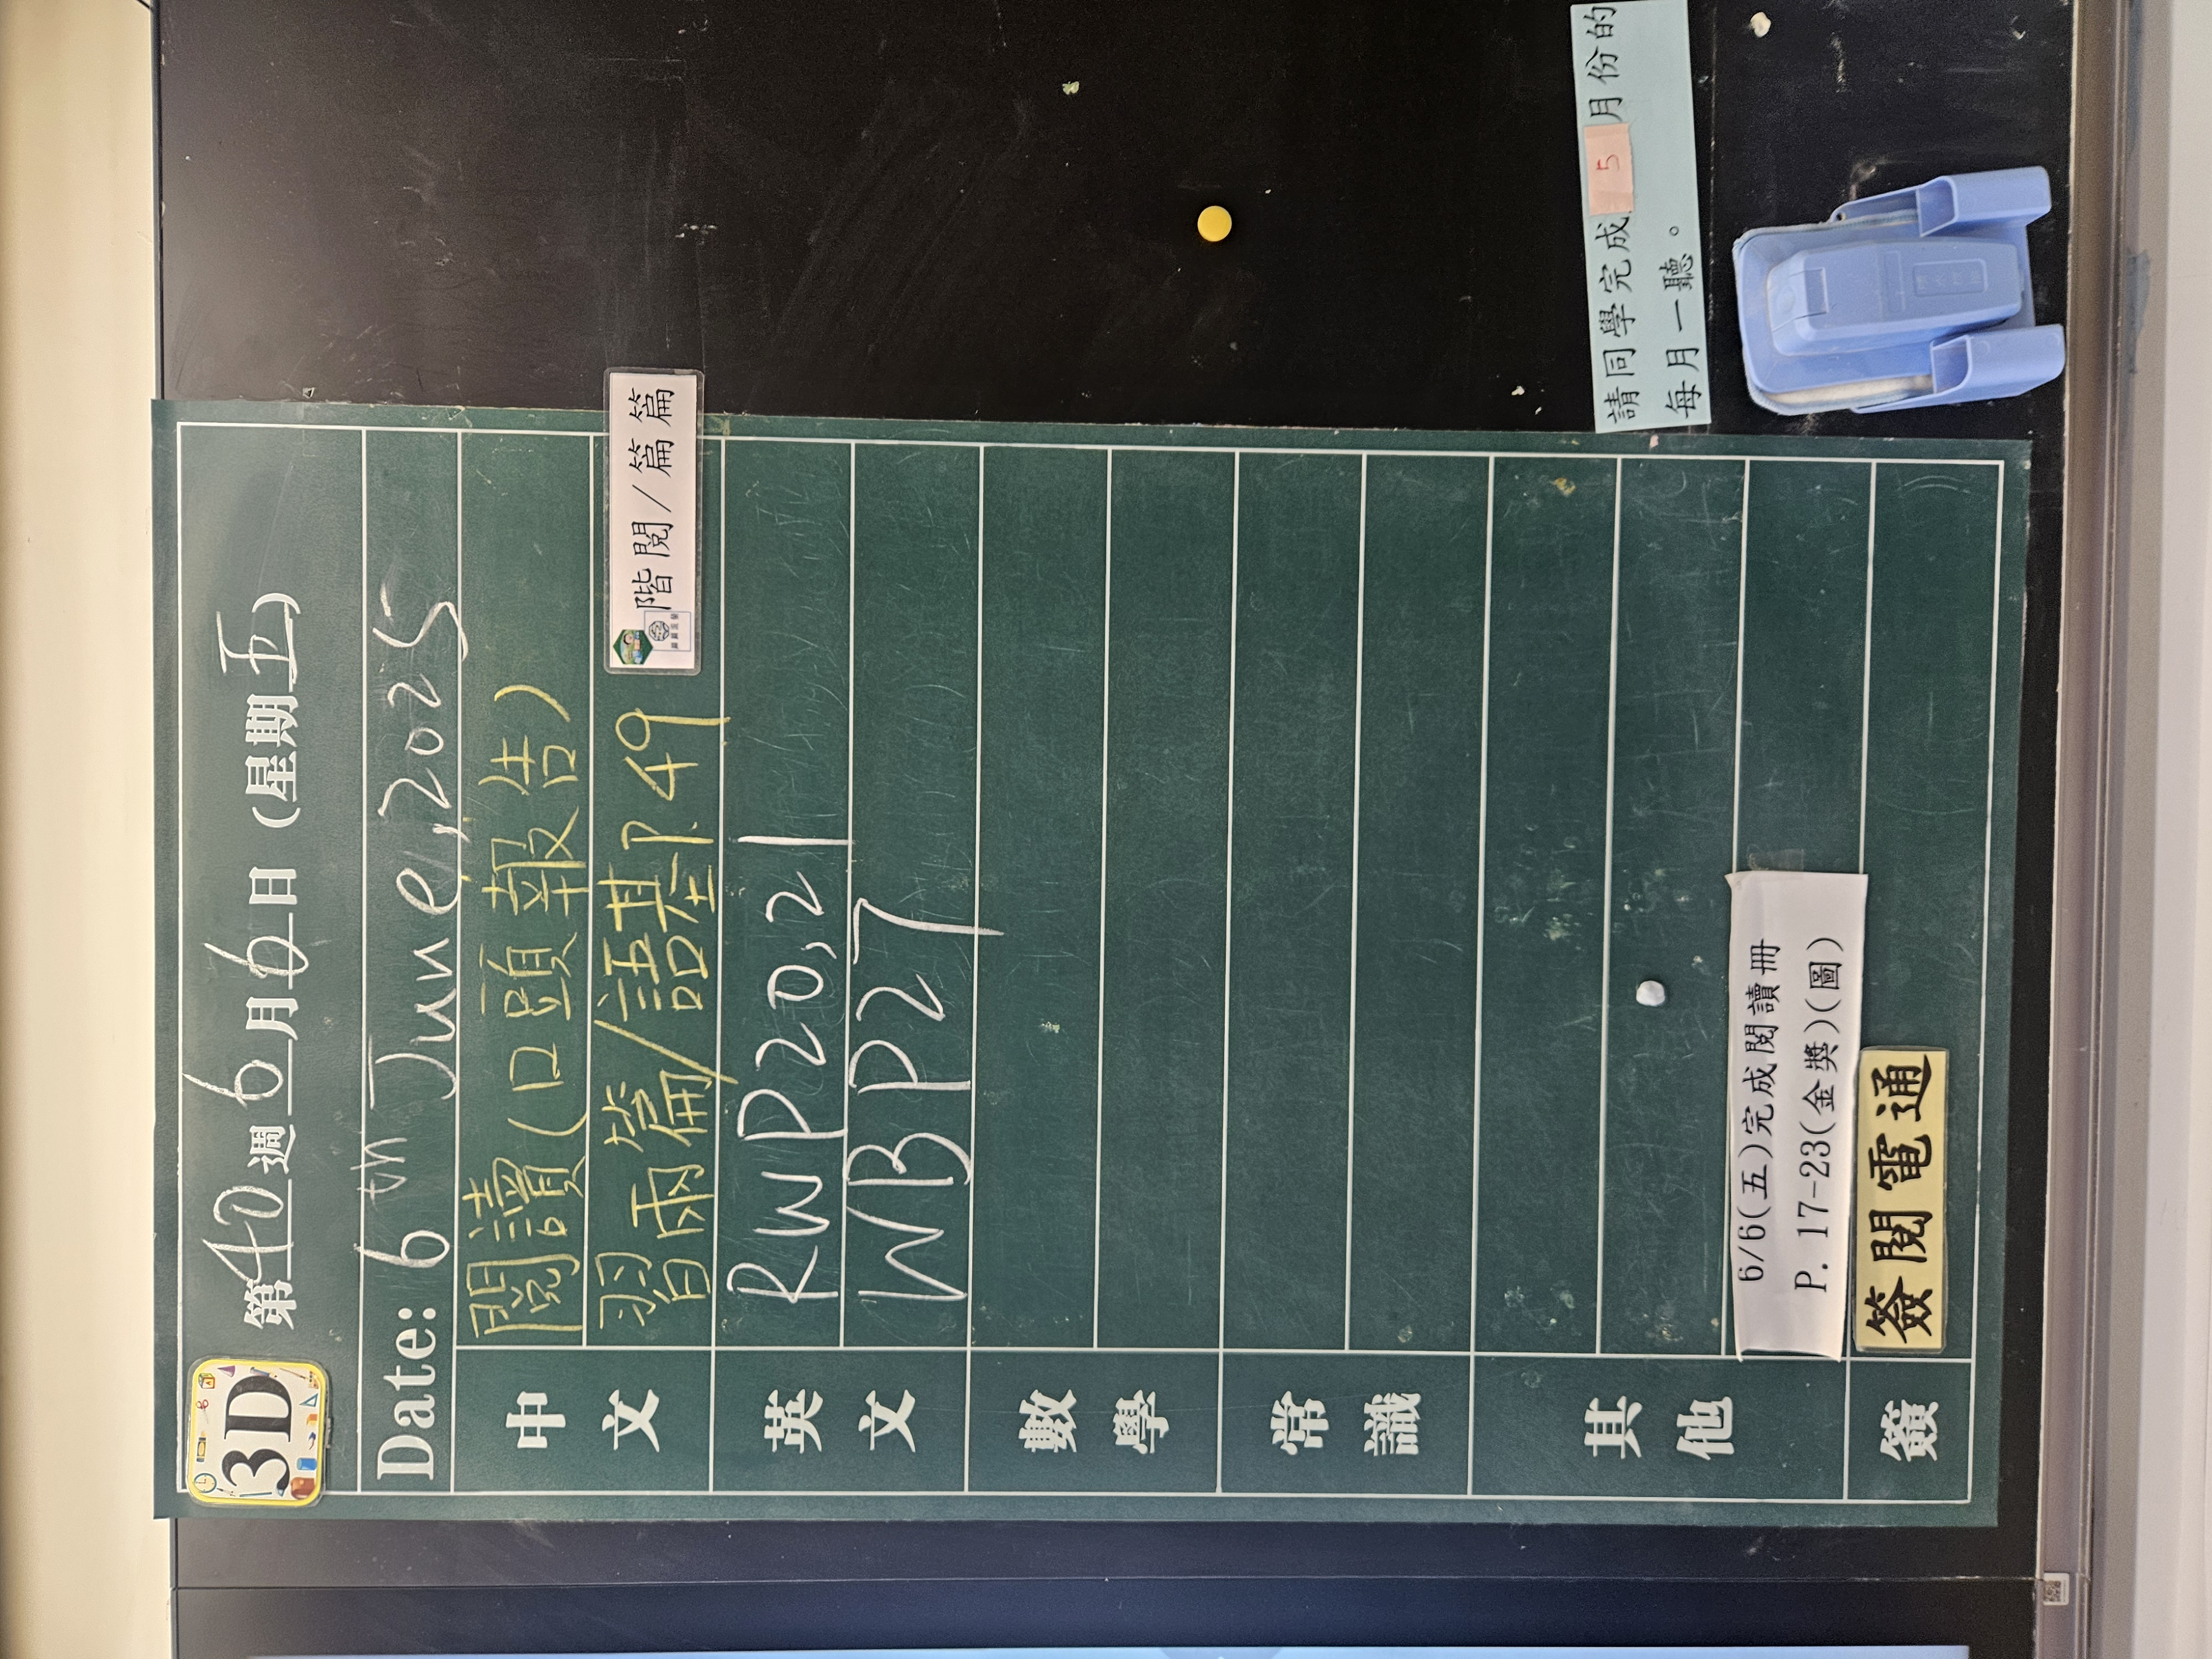 3D
第40週6月6日(星期五)
Date: 6th June, 2025
中文
閱讀(口頭報告)
習兩篇/語基P.49
階閱/篇篇
英文
RWP20,21
WBP27
數學
常識
其他
6/6(五)完成閱讀冊
P. 17-23(金獎)(圖)
簽
簽閱電通
請同學完成5月份的
每月一聽。